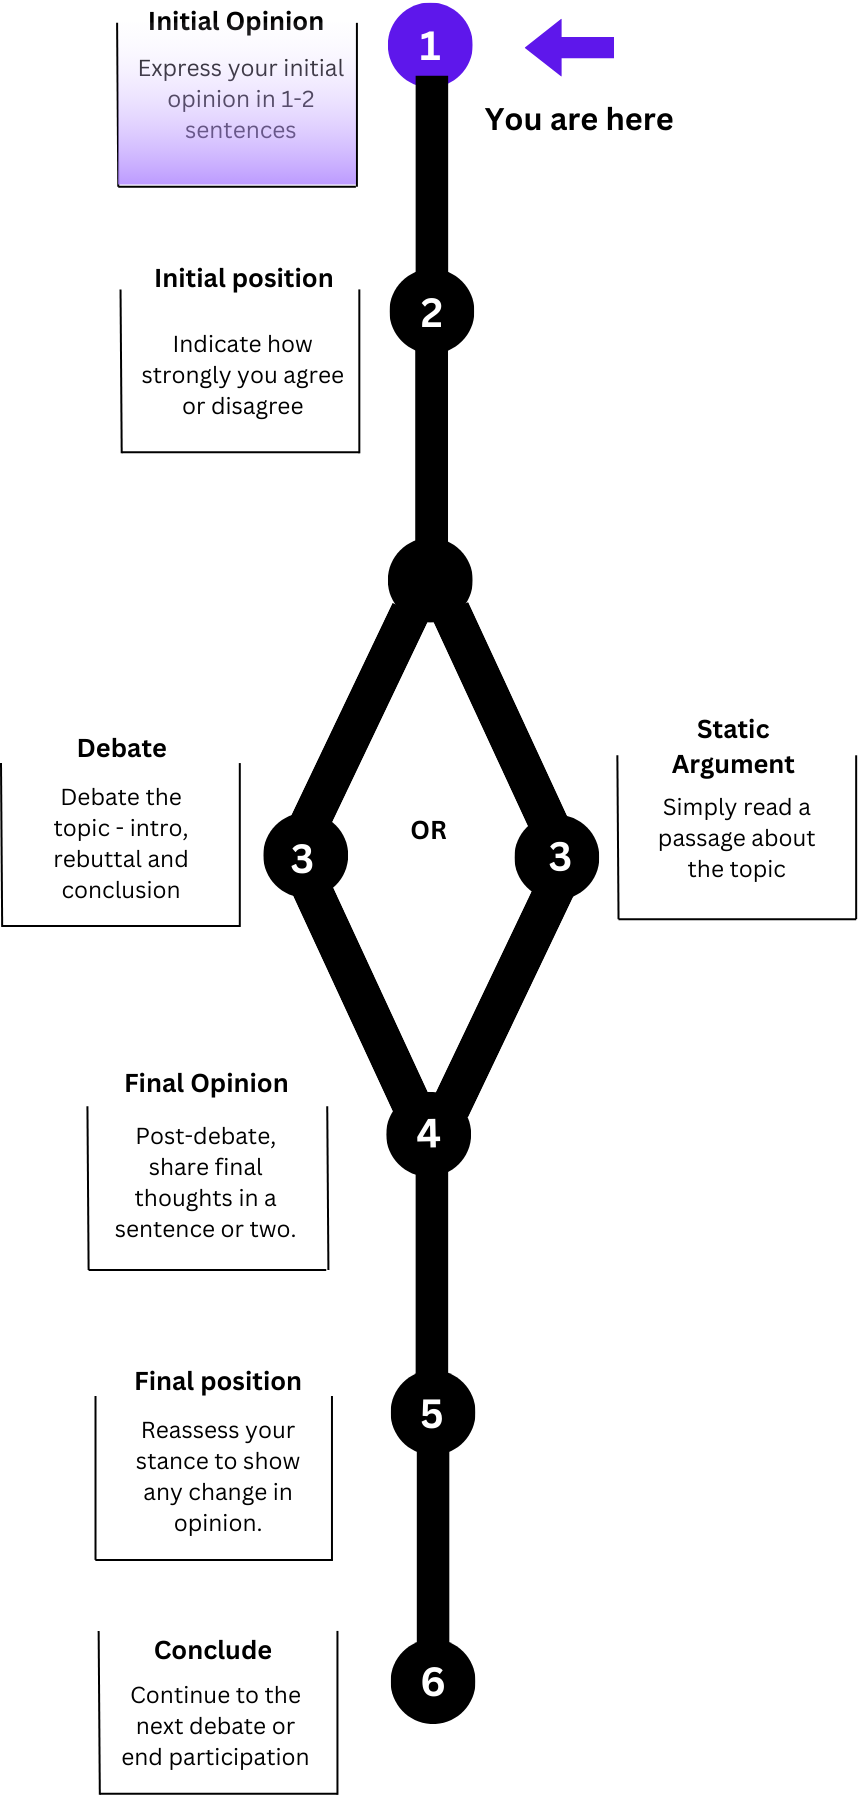 Initial Opinion
Express your initial
opinion in 1-2
sentences
1
You are here
Initial position
Indicate how
strongly you agree
or disagree
2
Debate
Debate the
topic - intro,
rebuttal and
conclusion
3
OR
3
Static
Argument
Simply read a
passage about
the topic
Final Opinion
Post-debate,
share final
thoughts in a
sentence or two.
4
Final position
Reassess your
stance to show
any change in
opinion.
5
Conclude
Continue to the
next debate or
end participation
6